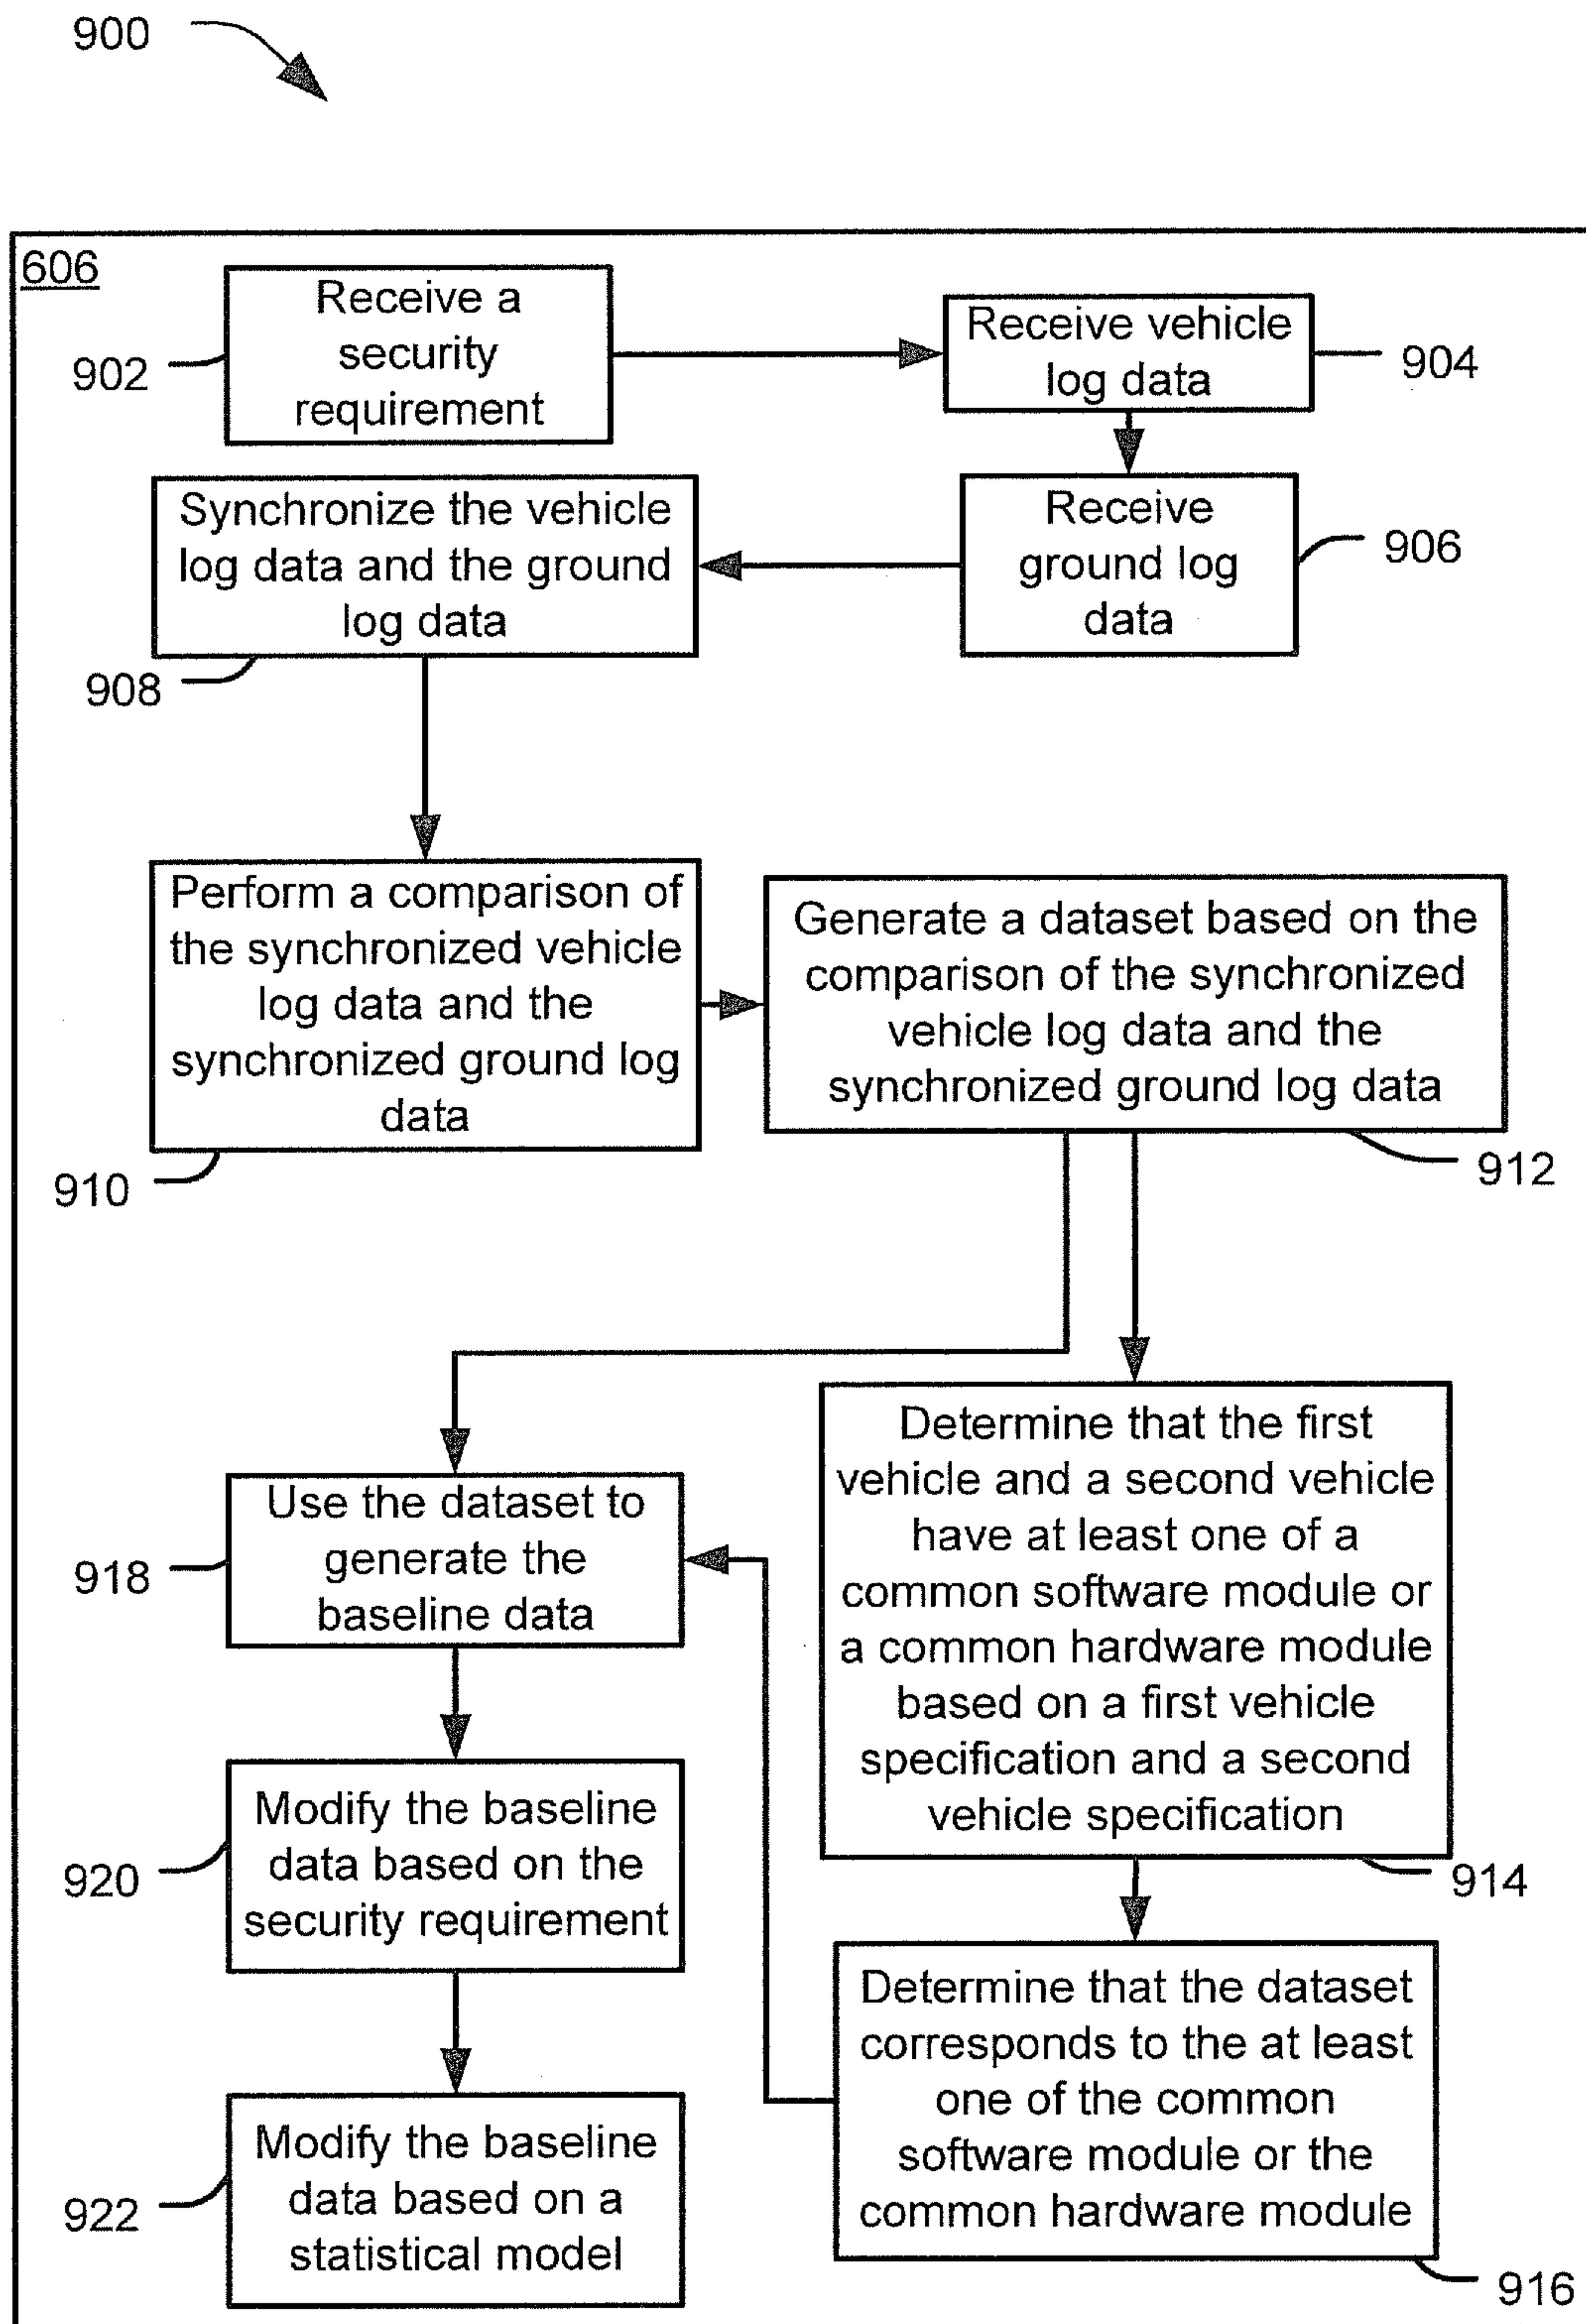 900
606
Receive a
security
requirement
902
Receive vehicle
log data
904
Receive
ground log
data
906
Synchronize the vehicle
log data and the ground
log data
908
Perform a comparison of
the synchronized vehicle
log data and the
synchronized ground log
data
910
Generate a dataset based on the
comparison of the synchronized
vehicle log data and the
synchronized ground log data
912
Determine that the first
vehicle and a second vehicle
have at least one of a
common software module or
a common hardware module
based on a first vehicle
specification and a second
vehicle specification
914
Determine that the dataset
corresponds to the at least
one of the common
software module or the
common hardware module
916
Use the dataset to
generate the
baseline data
918
Modify the baseline
data based on the
security requirement
920
Modify the baseline
data based on a
statistical model
922